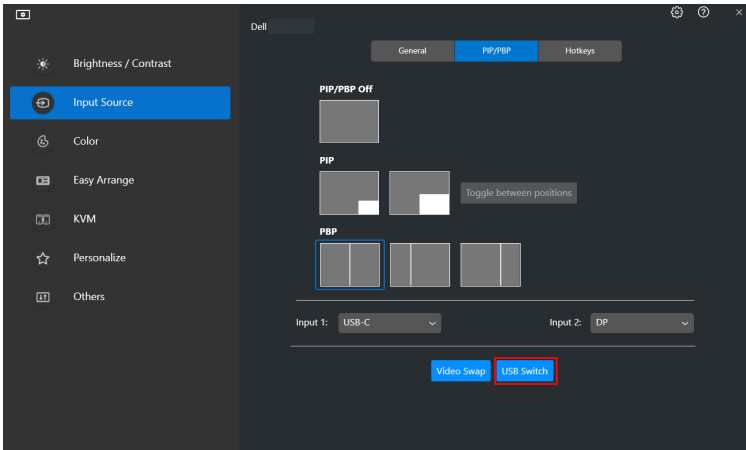 Dell
General
PIP/PBP
Hotkeys
Brightness / Contrast
Input Source
Color
Easy Arrange
KVM
Personalize
Others
PIP/PBP Off
PIP
Toggle between positions
PBP
Input 1: USB-C
Input 2: DP
Video Swap
USB Switch